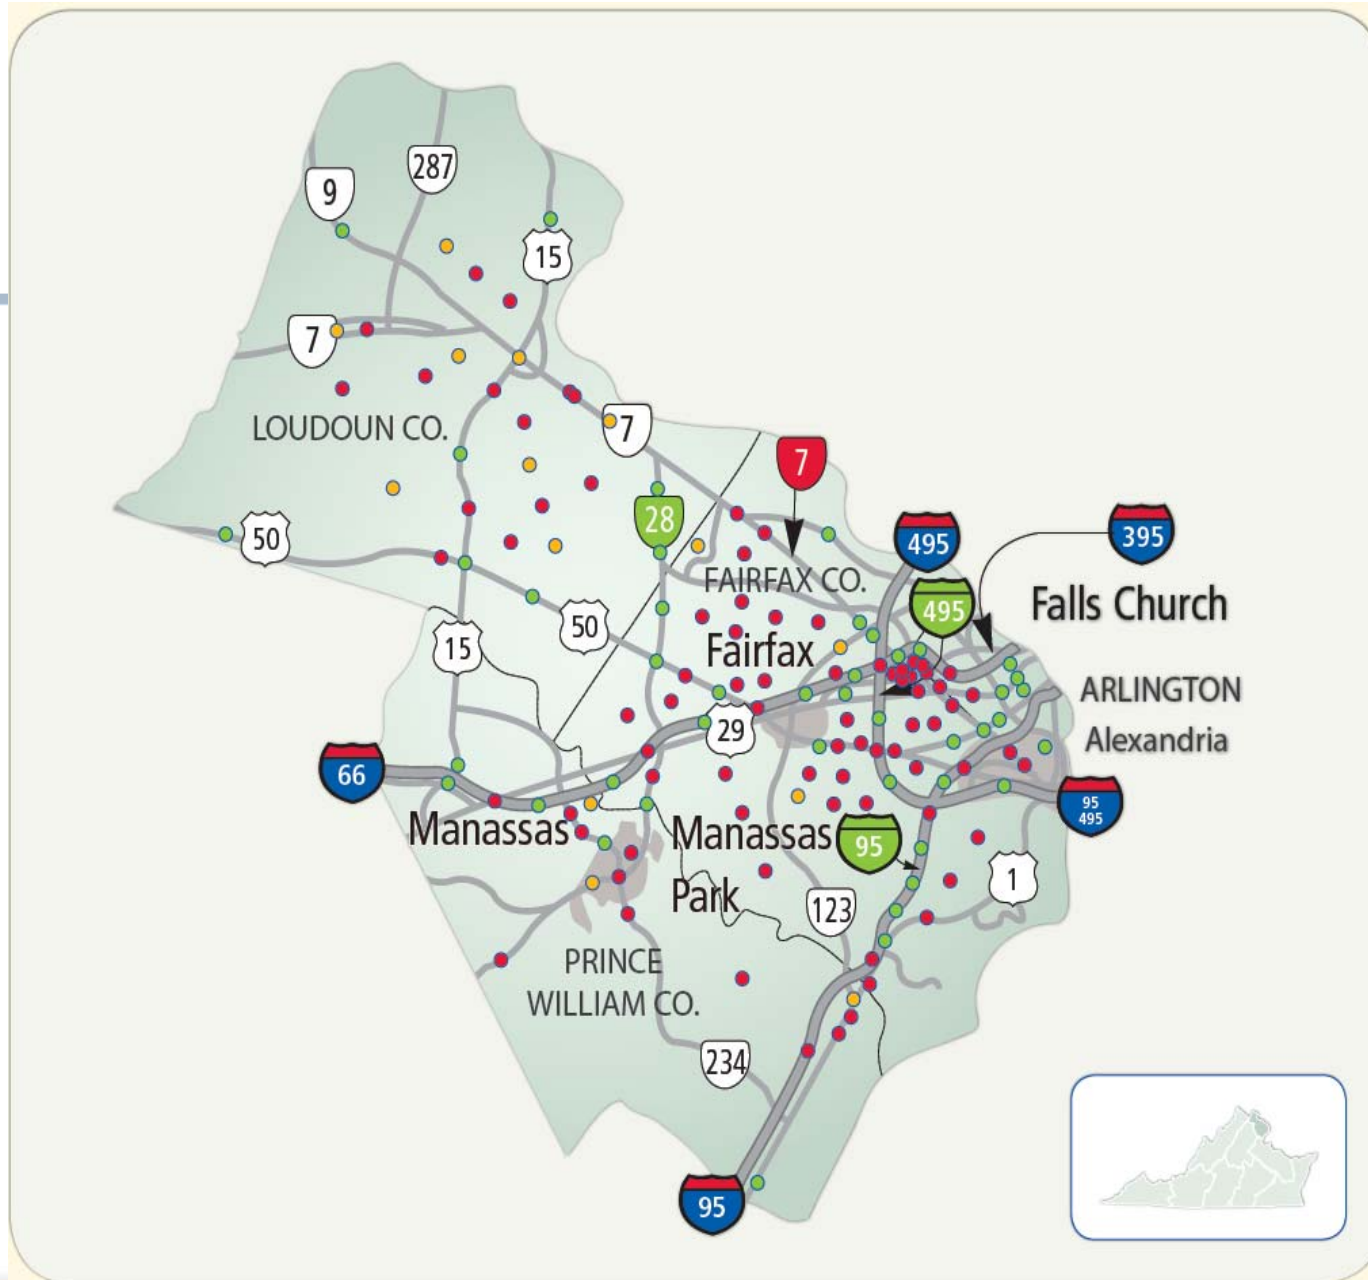 287
9
15
7
LOUDOUN CO.
7
7
28
50
495
395
FAIRFAX CO.
495
Falls Church
50
15
Fairfax
ARLINGTON
29
Alexandria
66
95
495
Manassas
Manassas
Park
95
1
123
PRINCE
WILLIAM CO.
234
95